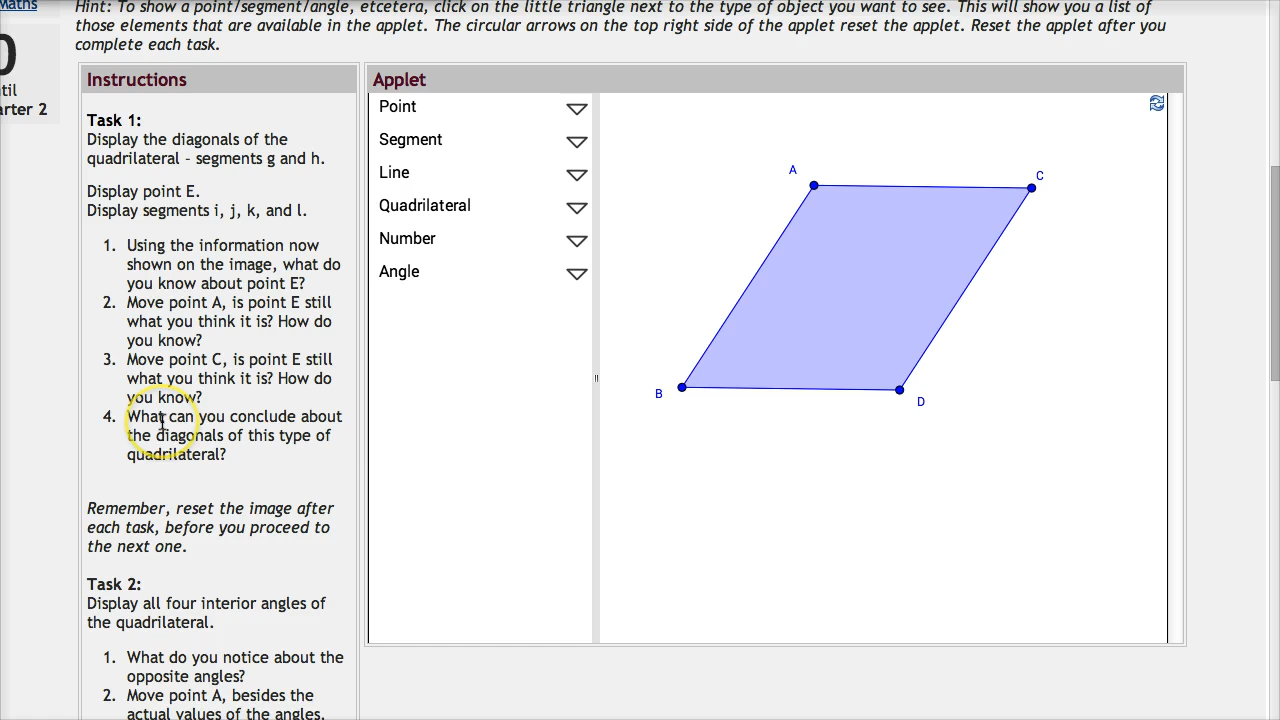 Maths
Hint: To show a point/segment/angle, etcetera, click on the little triangle next to the type of object you want to see. This will show you a list of
those elements that are available in the applet. The circular arrows on the top right side of the applet reset the applet. Reset the applet after you
complete each task.
0
til
arter 2
Instructions
Task 1:
Display the diagonals of the
quadrilateral - segments g and h.
Display point E.
Display segments i, j, k, and l.
1. Using the information now
shown on the image, what do
you know about point E?
2. Move point A, is point E still
what you think it is? How do
you know?
3. Move point C, is point E still
what you think it is? How do
you know?
4. What can you conclude about
the diagonals of this type of
quadrilateral?
Remember, reset the image after
each task, before you proceed to
the next one.
Task 2:
Display all four interior angles of
the quadrilateral.
1. What do you notice about the
opposite angles?
2. Move point A, besides the
actual values of the angles,
Applet
Point
Segment
Line
Quadrilateral
Number
Angle
A
C
B
D